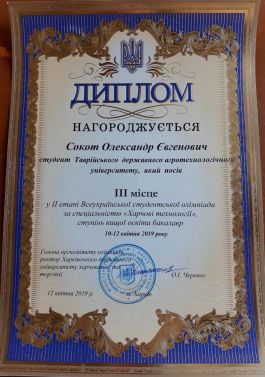 ДИПЛОМ
НАГОРОДЖУЄТЬСЯ
Сокот Олександр Євгенович
студент Таврійського державного агротехнологічного
університету, який посів
III місце
у II етапі Всеукраїнської студентської олімпіади
за спеціальністю «Харчові технології»,
ступінь вищої освіти бакалавр
10-12 квітня 2019 року
Голова оргкомітету олімпіади,
ректор Харківського державного
університету харчування та
торгівлі
О.І. Черевко
12 квітня 2019 р.
м. Харків